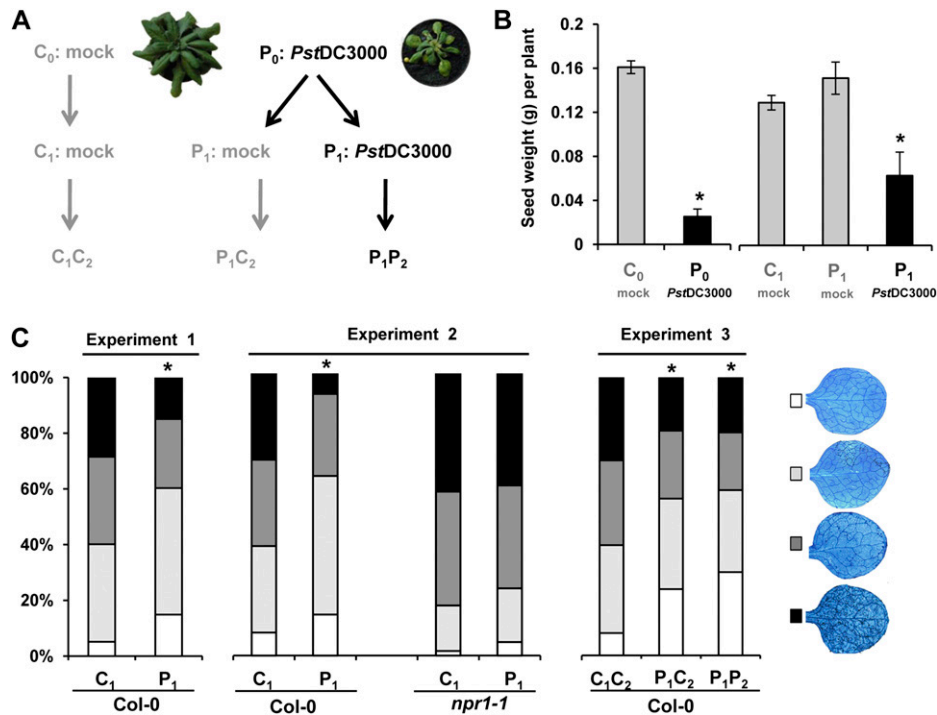 A
C₀: mock
P₀: PstDC3000
C₁: mock
P₁: mock
P₁: PstDC3000
C₁C₂
P₁C₂
P₁P₂
B
Seed weight (g) per plant
0.2
0.16
0.12
0.08
0.04
0
*
*
C₀
P₀
C₁
P₁
P₁
mock
PstDC3000
mock
mock
PstDC3000
C
Experiment 1
Experiment 2
Experiment 3
*
*
*
*
100%
80%
60%
40%
20%
0%
C₁
P₁
C₁
P₁
C₁
P₁
C₁C₂
P₁C₂
P₁P₂
Col-0
Col-0
npr1-1
Col-0